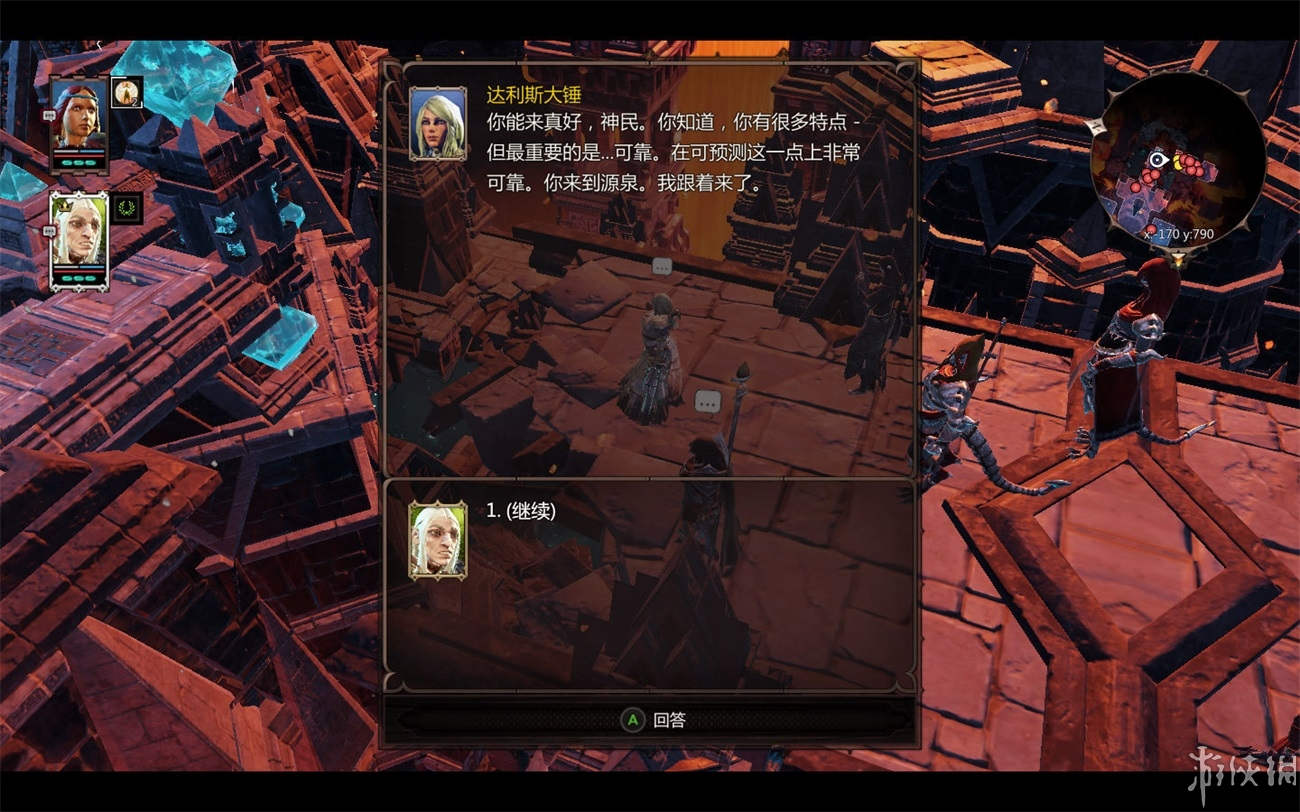 达利斯大锤
你能来真好，神民。你知道，你有很多特点 -
但最重要的是...可靠。在可预测这一点上非常
可靠。你来到源泉。我跟着来了。
x:-170 y:790
1. (继续)
A 回答
游侠网